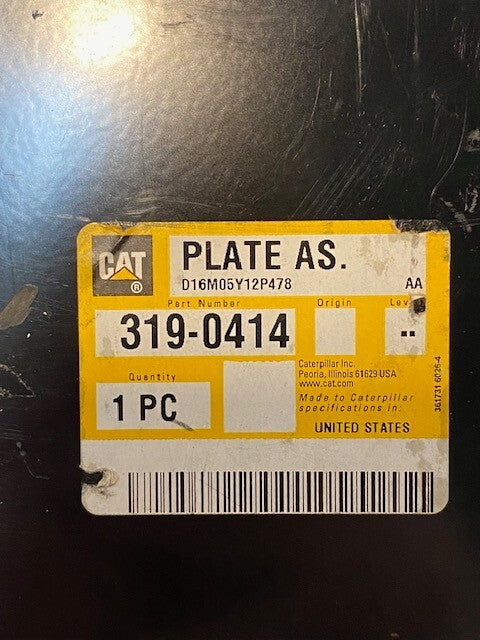 CAT
®
PLATE AS.
D16M05Y12P478 AA
Part Number Origin
319-0414 --
Quantity
1 PC
Caterpillar Inc.
Peoria, Illinois 61629 USA
www.cat.com
Made to Caterpillar
specifications in:
UNITED STATES